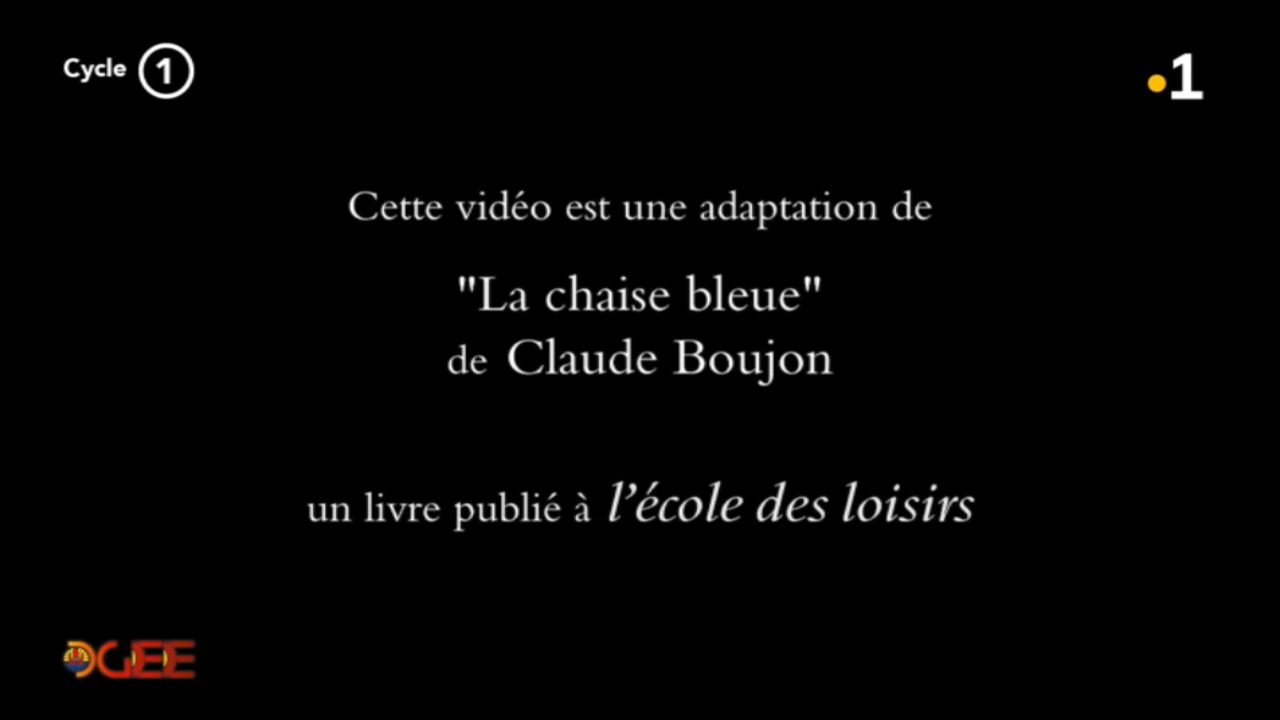 Cycle 1
1
Cette vidéo est une adaptation de
"La chaise bleue"
de Claude Boujon
un livre publié à l'école des loisirs
DGEE